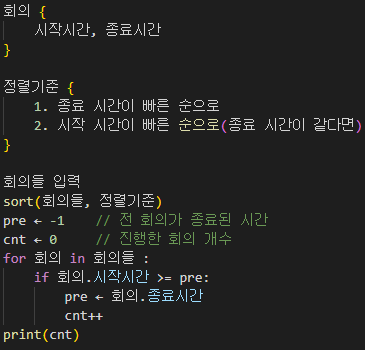 회의 {
    시작시간, 종료시간
}

정렬기준 {
    1. 종료 시간이 빠른 순으로
    2. 시작 시간이 빠른 순으로(종료 시간이 같다면)
}

회의들 입력
sort(회의들, 정렬기준)
pre ← -1    // 전 회의가 종료된 시간
cnt ← 0     // 진행한 회의 개수
for 회의 in 회의들 :
    if 회의.시작시간 >= pre:
        pre ← 회의.종료시간
        cnt++
print(cnt)